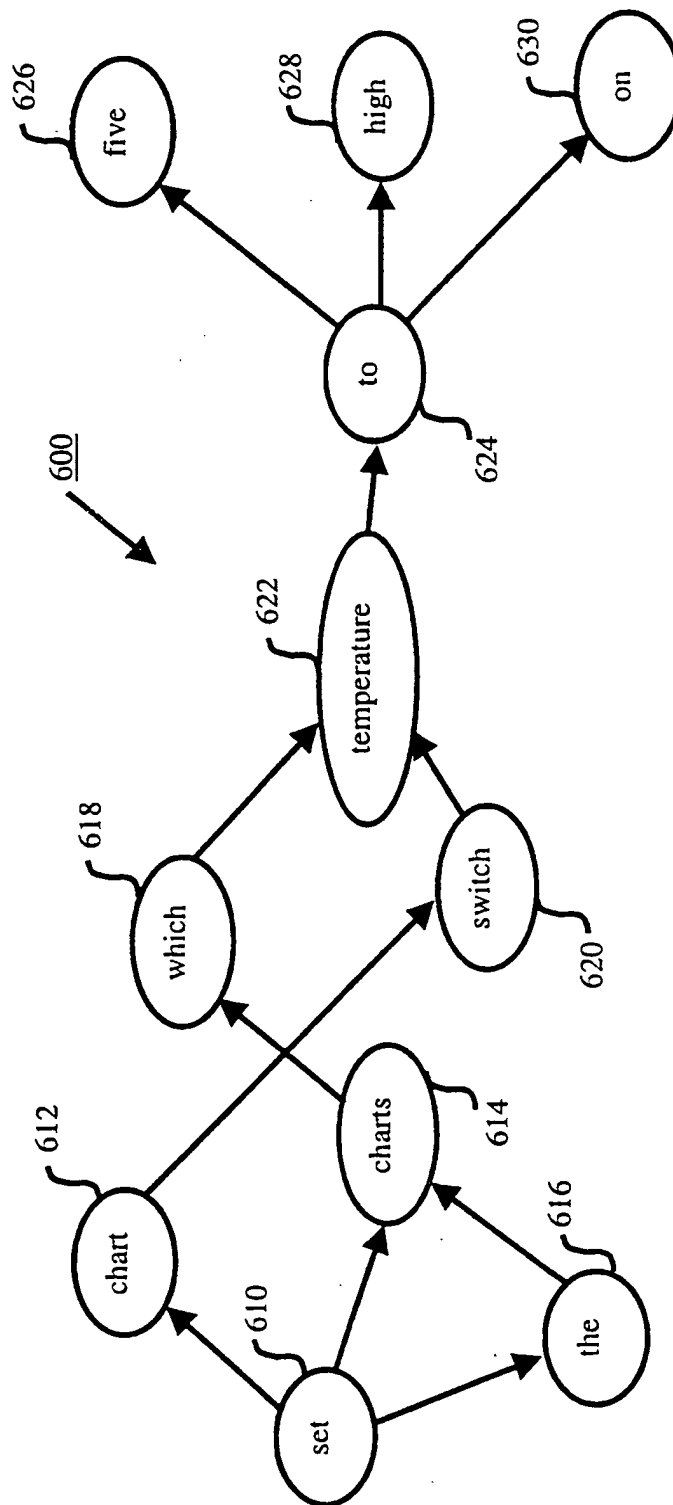 600
set
610
chart
612
charts
614
the
616
which
618
switch
620
temperature
622
to
624
five
626
high
628
on
630